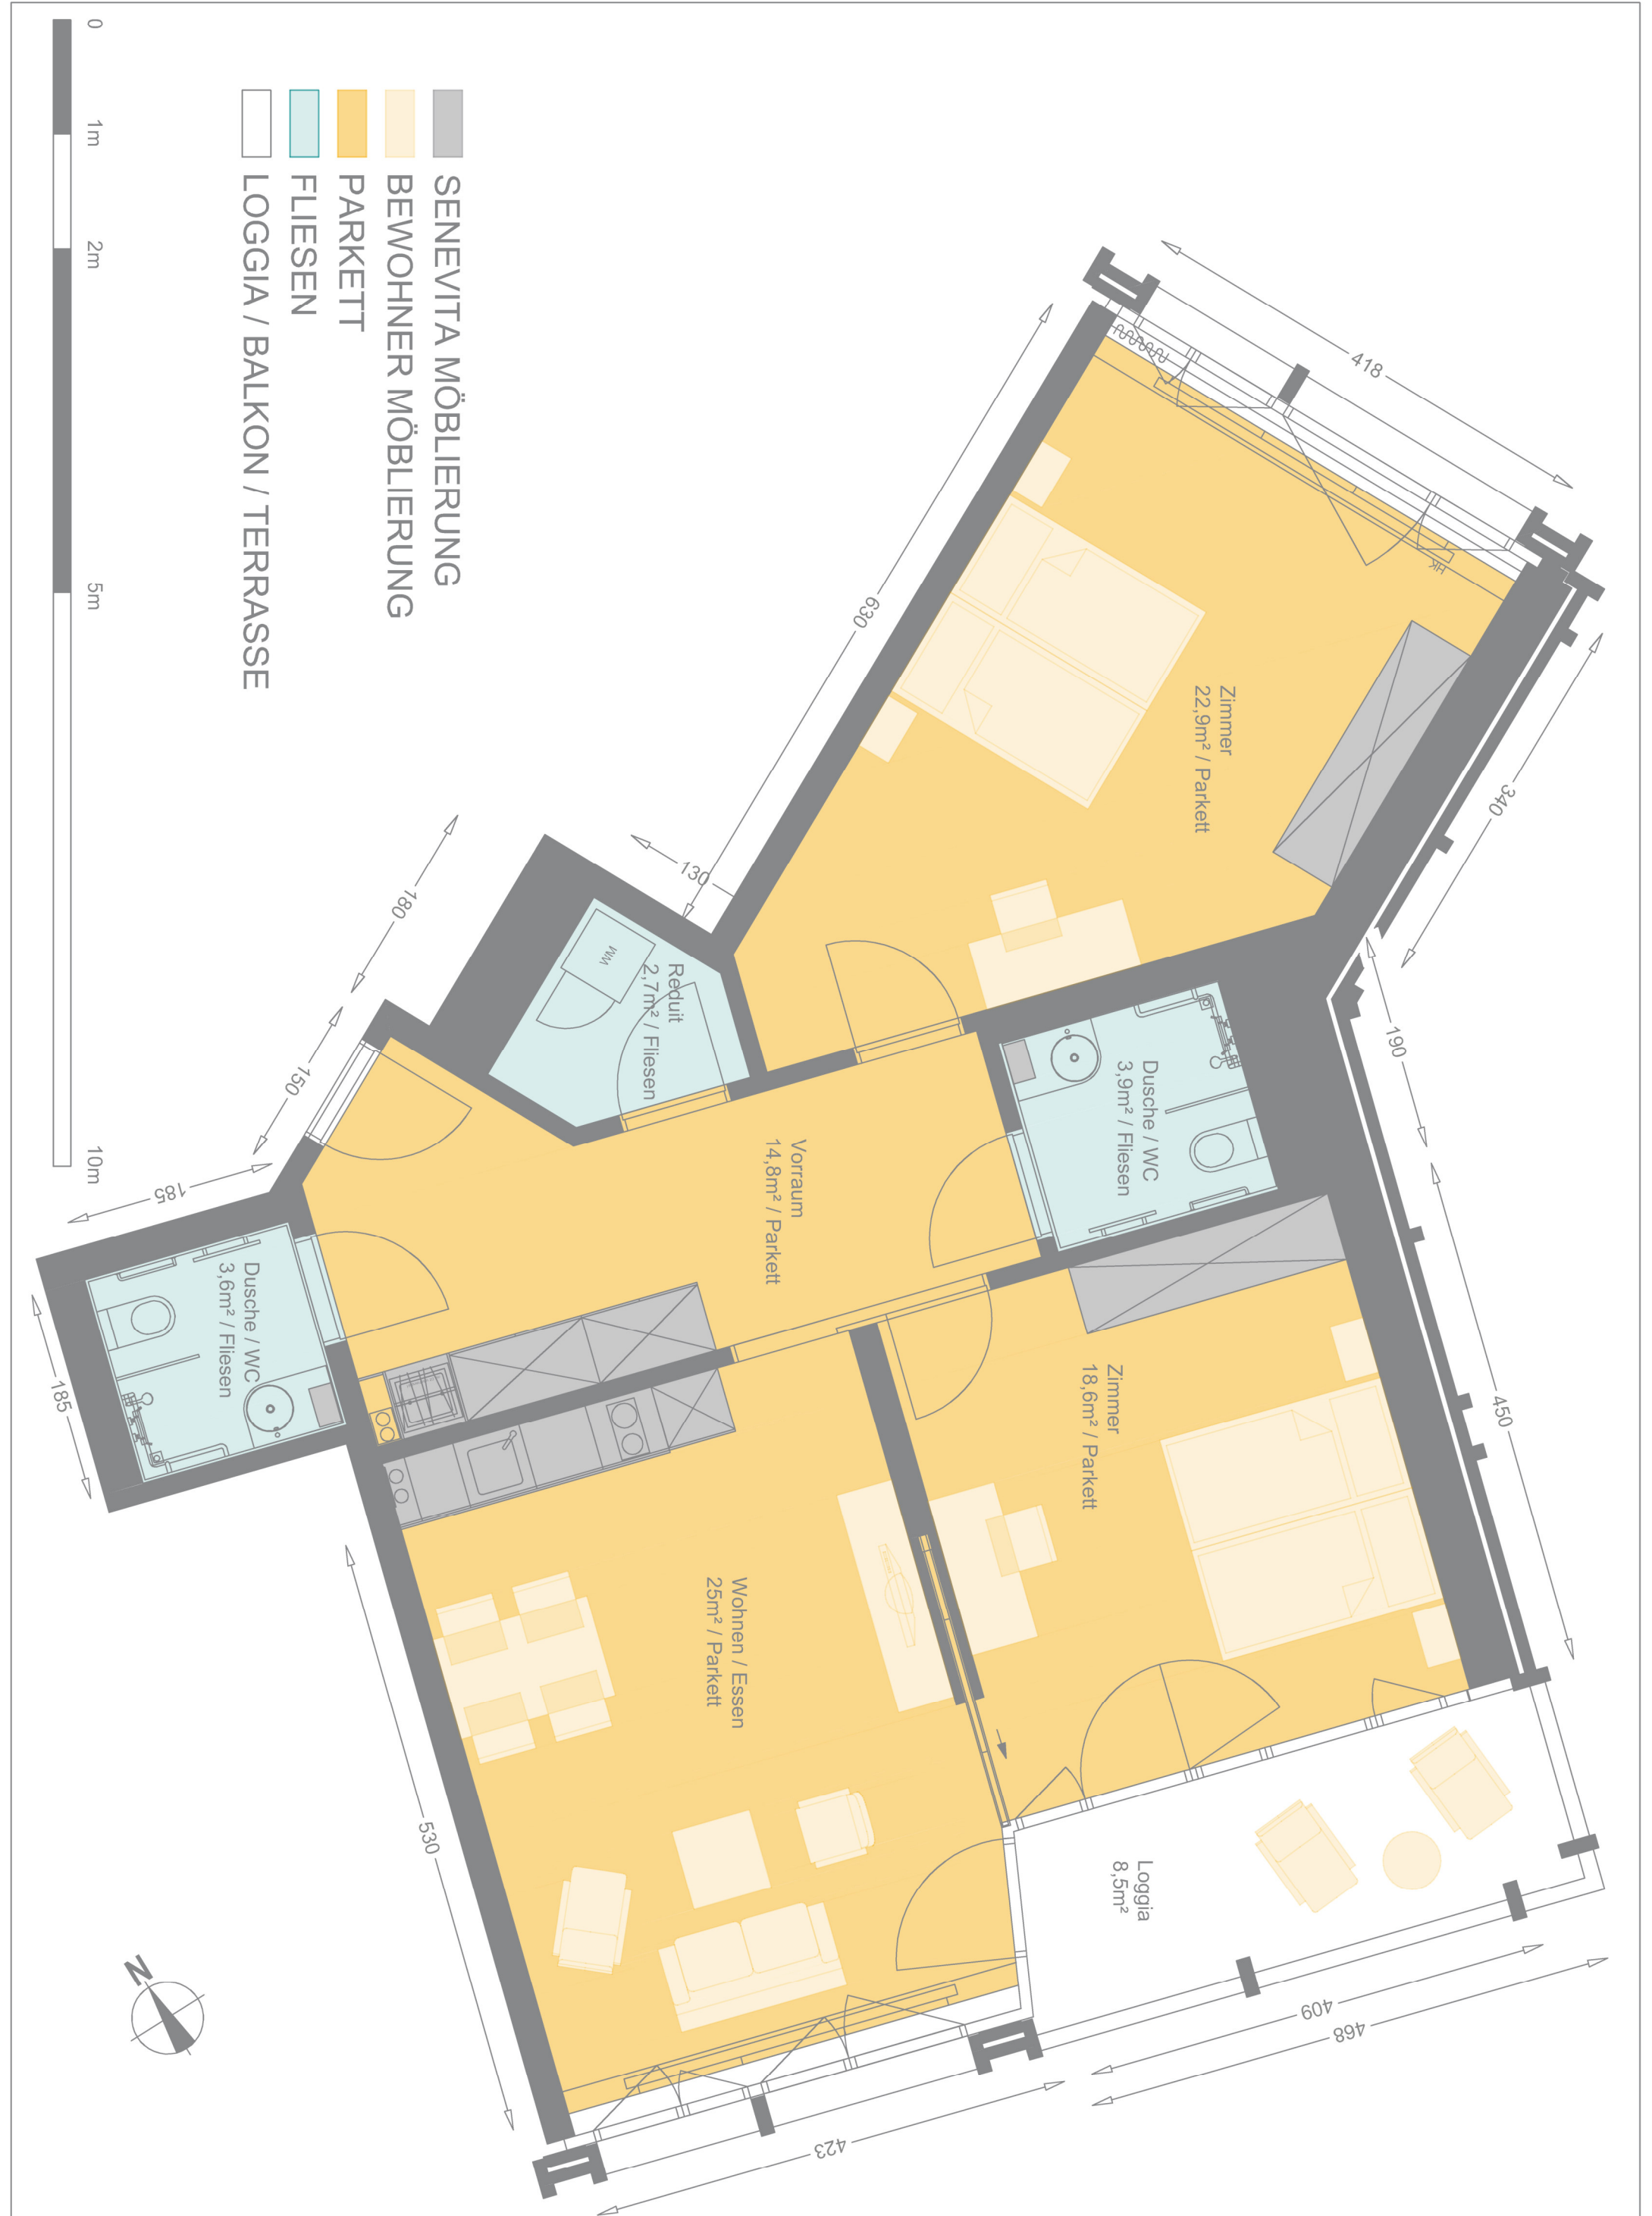 SENEVITA MÖBLIERUNG
BEWOHNER MÖBLIERUNG
PARKETT
FLIESEN
LOGGIA / BALKON / TERRASSE
0
1m
2m
5m
10m
418
340
190
450
630
130
180
150
185
185
530
423
409
468
HK
Zimmer
22,9m² / Parkett
WM
Reduit
2,7m² / Fliesen
Dusche / WC
3,9m² / Fliesen
Vorraum
14,8m² / Parkett
Dusche / WC
3,6m² / Fliesen
Zimmer
18,6m² / Parkett
Wohnen / Essen
25m² / Parkett
Loggia
8,5m²
N